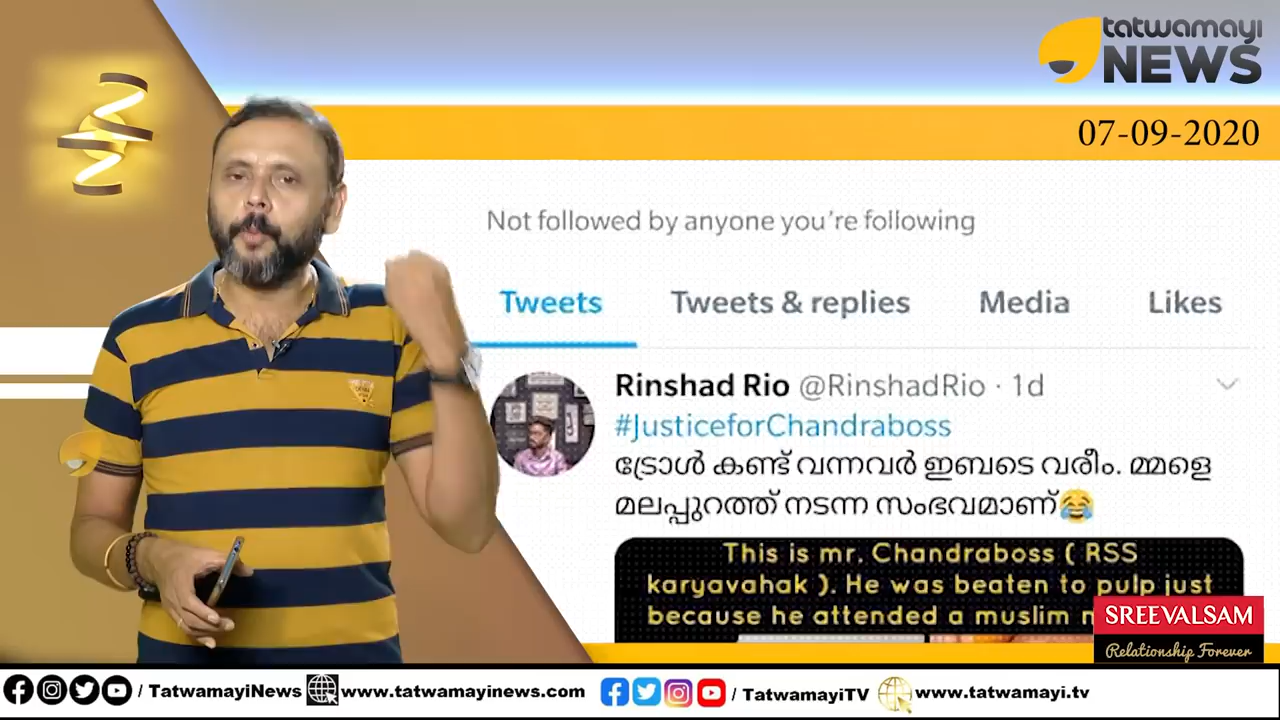 tatwamayi
NEWS
07-09-2020
Not followed by anyone you're following
Tweets Tweets & replies Media Likes
Rinshad Rio @RinshadRio · 1d
#JusticeforChandraboss
ട്രോൾ കണ്ട് വന്നവർ ഇബടെ വരീം. മ്മളെ
മലപ്പുറത്ത് നടന്ന സംഭവമാണ്😂
This is mr. Chandraboss ( RSS
karyavahak ). He was beaten to pulp just
because he attended a muslim
SREEVALSAM
Relationship Forever
/ TatwamayiNews www.tatwamayinews.com / TatwamayiTV www.tatwamayi.tv